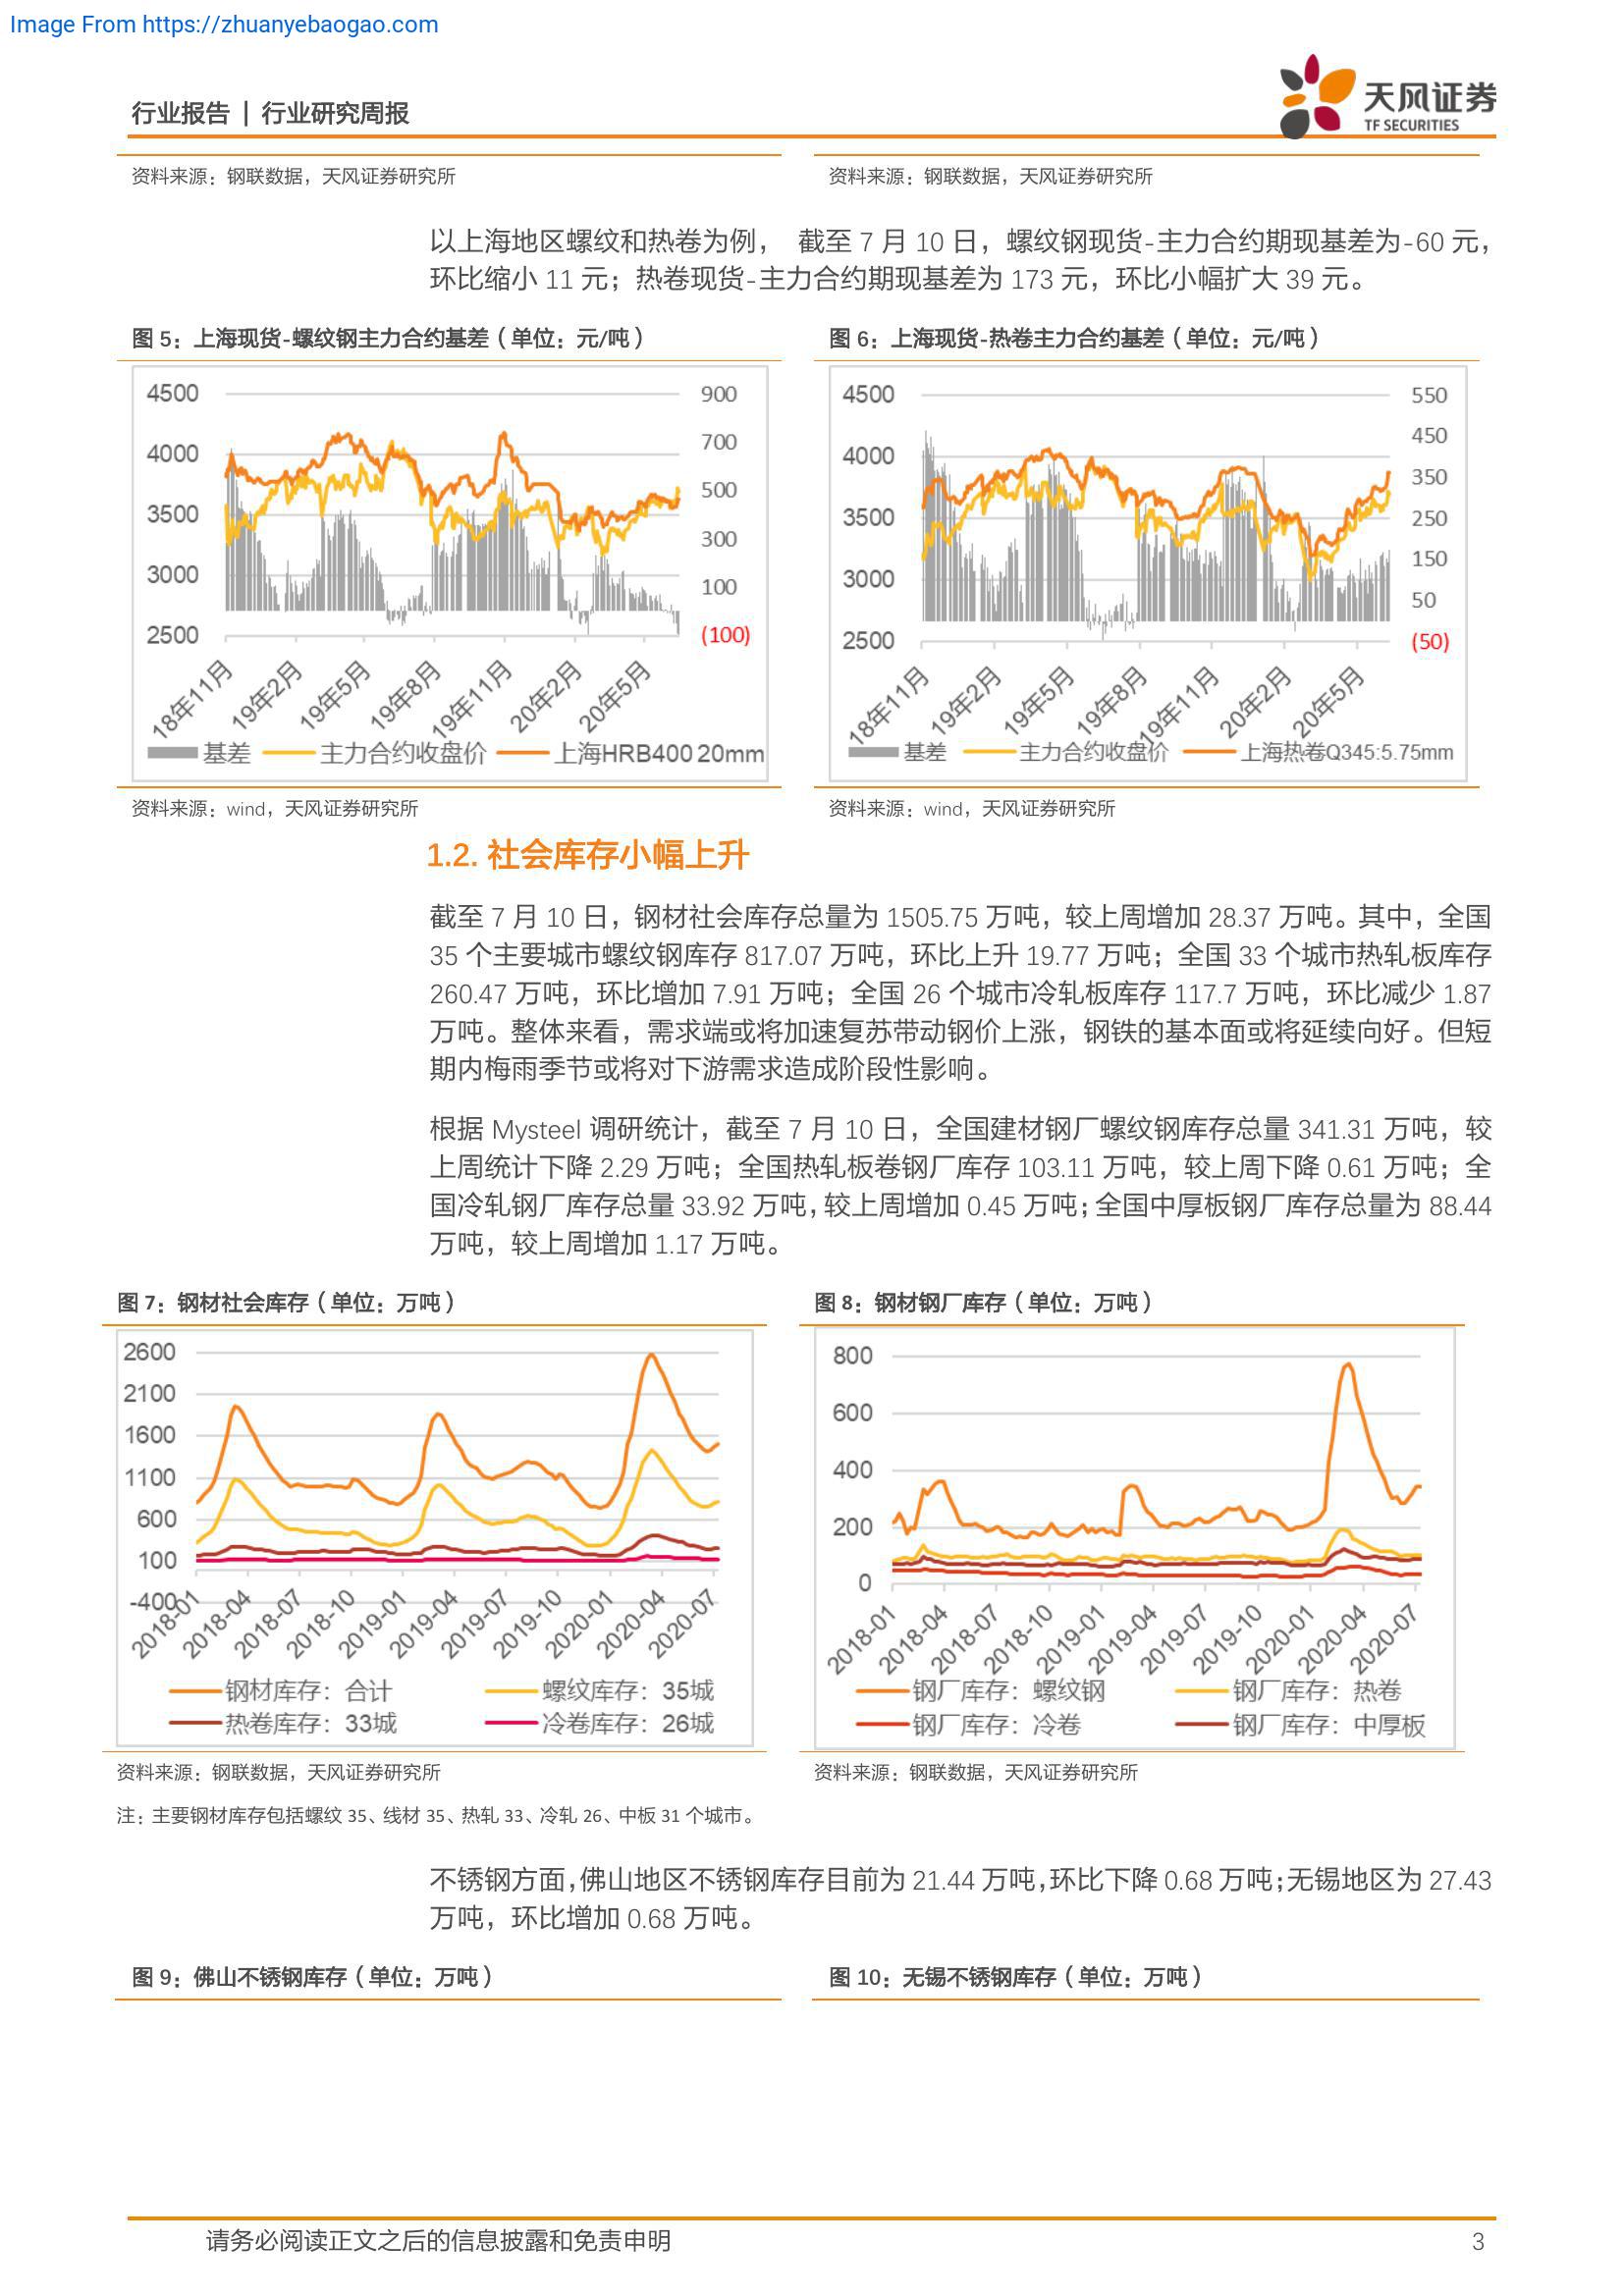 Image From https://zhuanyebaogao.com
行业报告 | 行业研究周报
天风证券
TF SECURITIES
资料来源：钢联数据，天风证券研究所
资料来源：钢联数据，天风证券研究所
以上海地区螺纹和热卷为例， 截至 7 月 10 日，螺纹钢现货-主力合约期现基差为-60 元，
环比缩小 11 元；热卷现货-主力合约期现基差为 173 元，环比小幅扩大 39 元。
图 5：上海现货-螺纹钢主力合约基差（单位：元/吨）
4500
4000
3500
3000
2500
900
700
500
300
100
(100)
18年11月
19年2月
19年5月
19年8月
19年11月
20年2月
20年5月
基差 主力合约收盘价 上海HRB400 20mm
资料来源：wind，天风证券研究所
图 6：上海现货-热卷主力合约基差（单位：元/吨）
4500
4000
3500
3000
2500
550
450
350
250
150
50
(50)
18年11月
19年2月
19年5月
19年8月
19年11月
20年2月
20年5月
基差 主力合约收盘价 上海热卷Q345:5.75mm
资料来源：wind，天风证券研究所
1.2. 社会库存小幅上升
截至 7 月 10 日，钢材社会库存总量为 1505.75 万吨，较上周增加 28.37 万吨。其中，全国
35 个主要城市螺纹钢库存 817.07 万吨，环比上升 19.77 万吨；全国 33 个城市热轧板库存
260.47 万吨，环比增加 7.91 万吨；全国 26 个城市冷轧板库存 117.7 万吨，环比减少 1.87
万吨。整体来看，需求端或将加速复苏带动钢价上涨，钢铁的基本面或将延续向好。但短
期内梅雨季节或将对下游需求造成阶段性影响。
根据 Mysteel 调研统计，截至 7 月 10 日，全国建材钢厂螺纹钢库存总量 341.31 万吨，较
上周统计下降 2.29 万吨；全国热轧板卷钢厂库存 103.11 万吨，较上周下降 0.61 万吨；全
国冷轧钢厂库存总量 33.92 万吨，较上周增加 0.45 万吨；全国中厚板钢厂库存总量为 88.44
万吨，较上周增加 1.17 万吨。
图 7：钢材社会库存（单位：万吨）
2600
2100
1600
1100
600
100
-400
2018-01
2018-04
2018-07
2018-10
2019-01
2019-04
2019-07
2019-10
2020-01
2020-04
2020-07
钢材库存：合计 螺纹库存：35城
热卷库存：33城 冷卷库存：26城
资料来源：钢联数据，天风证券研究所
图 8：钢材钢厂库存（单位：万吨）
800
600
400
200
0
2018-01
2018-04
2018-07
2018-10
2019-01
2019-04
2019-07
2019-10
2020-01
2020-04
2020-07
钢厂库存：螺纹钢 钢厂库存：热卷
钢厂库存：冷卷 钢厂库存：中厚板
资料来源：钢联数据，天风证券研究所
注：主要钢材库存包括螺纹 35、线材 35、热轧 33、冷轧 26、中板 31 个城市。
不锈钢方面，佛山地区不锈钢库存目前为 21.44 万吨，环比下降 0.68 万吨；无锡地区为 27.43
万吨，环比增加 0.68 万吨。
图 9：佛山不锈钢库存（单位：万吨）
图 10：无锡不锈钢库存（单位：万吨）
请务必阅读正文之后的信息披露和免责申明
3